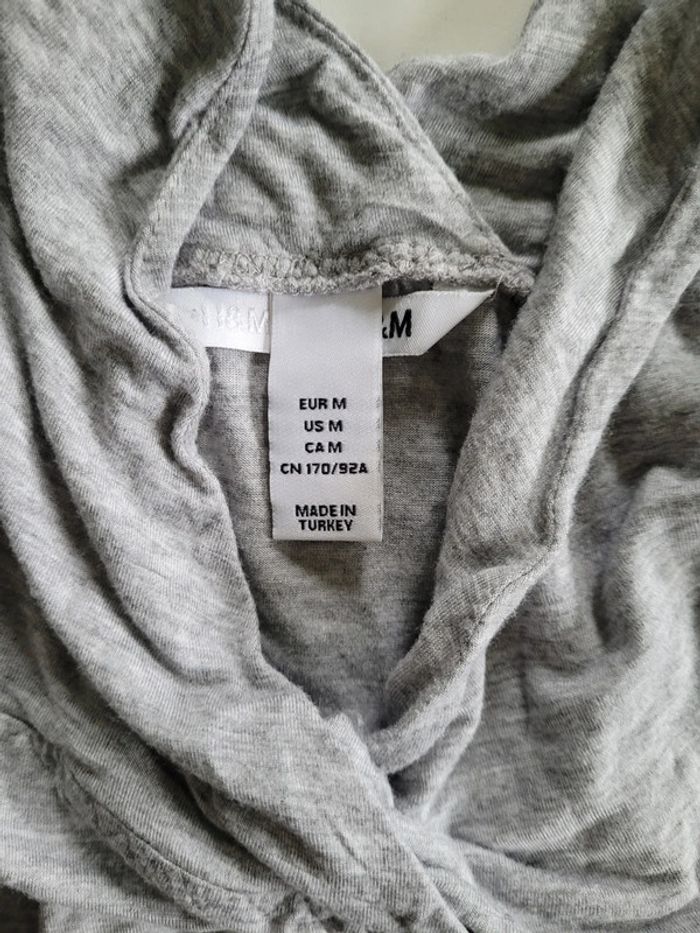 H&M
&M
EUR M
US M
CA M
CN 170/92A
MADE IN
TURKEY